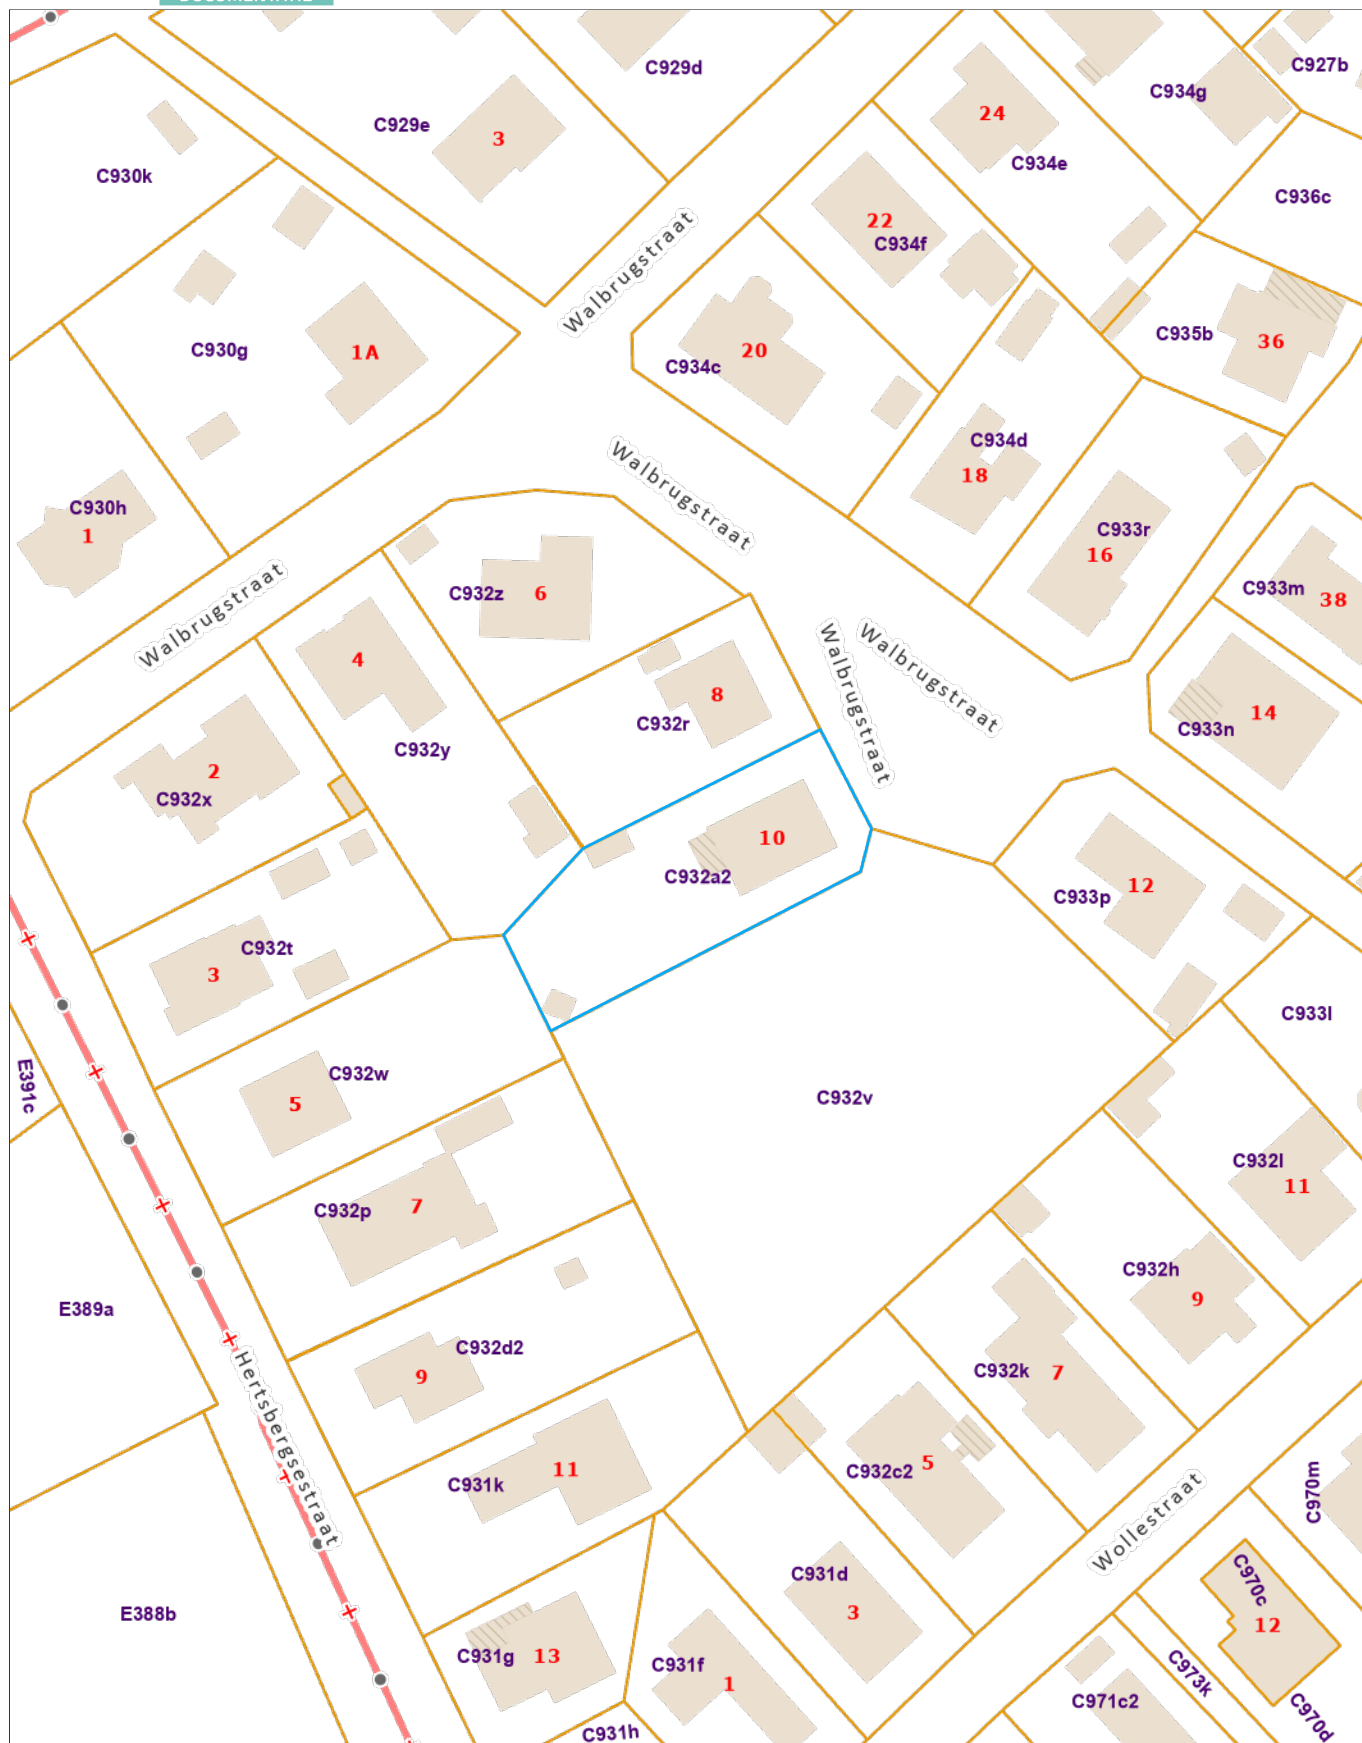 C929d
C927b
C934g
24
C929e
3
C934e
C930k
C936c
22
C934f
Walbrugstraat
C935b
36
C930g
1A
20
C934c
C934d
18
Walbrugstraat
C930h
1
C933r
16
C933m
38
C932z
6
Walbrugstraat
4
8
C932r
Walbrugstraat
Walbrugstraat
14
C933n
C932y
2
C932x
10
C932a2
12
C933p
C932t
3
C933l
E391c
C932w
5
C932v
C932l
11
C932p
7
C932h
9
E389a
C932d2
9
C932k
7
Hertsbergsestraat
C931k
11
C932c2
5
C970m
Wollestraat
C931d
3
C970c
12
E388b
C931g
13
C931f
1
C973k
C971c2
C970d
C931h